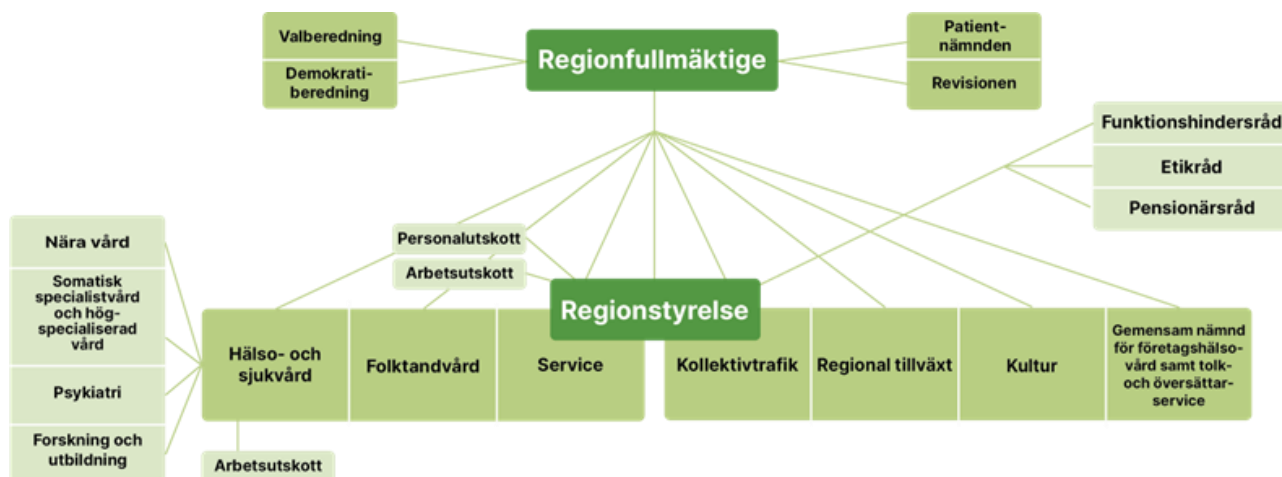 Valberedning
Demokrati-
beredning
Regionfullmäktige
Patient-
nämnden
Revisionen
Funktionshindersråd
Etikråd
Pensionärsråd
Personalutskott
Arbetsutskott
Regionstyrelse
Nära vård
Somatisk
specialistvård
och hög-
specialiserad
vård
Psykiatri
Forskning och
utbildning
Hälso- och
sjukvård
Folktandvård
Service
Kollektivtrafik
Regional tillväxt
Kultur
Gemensam nämnd
för företagshälso-
vård samt tolk-
och översättar-
service
Arbetsutskott